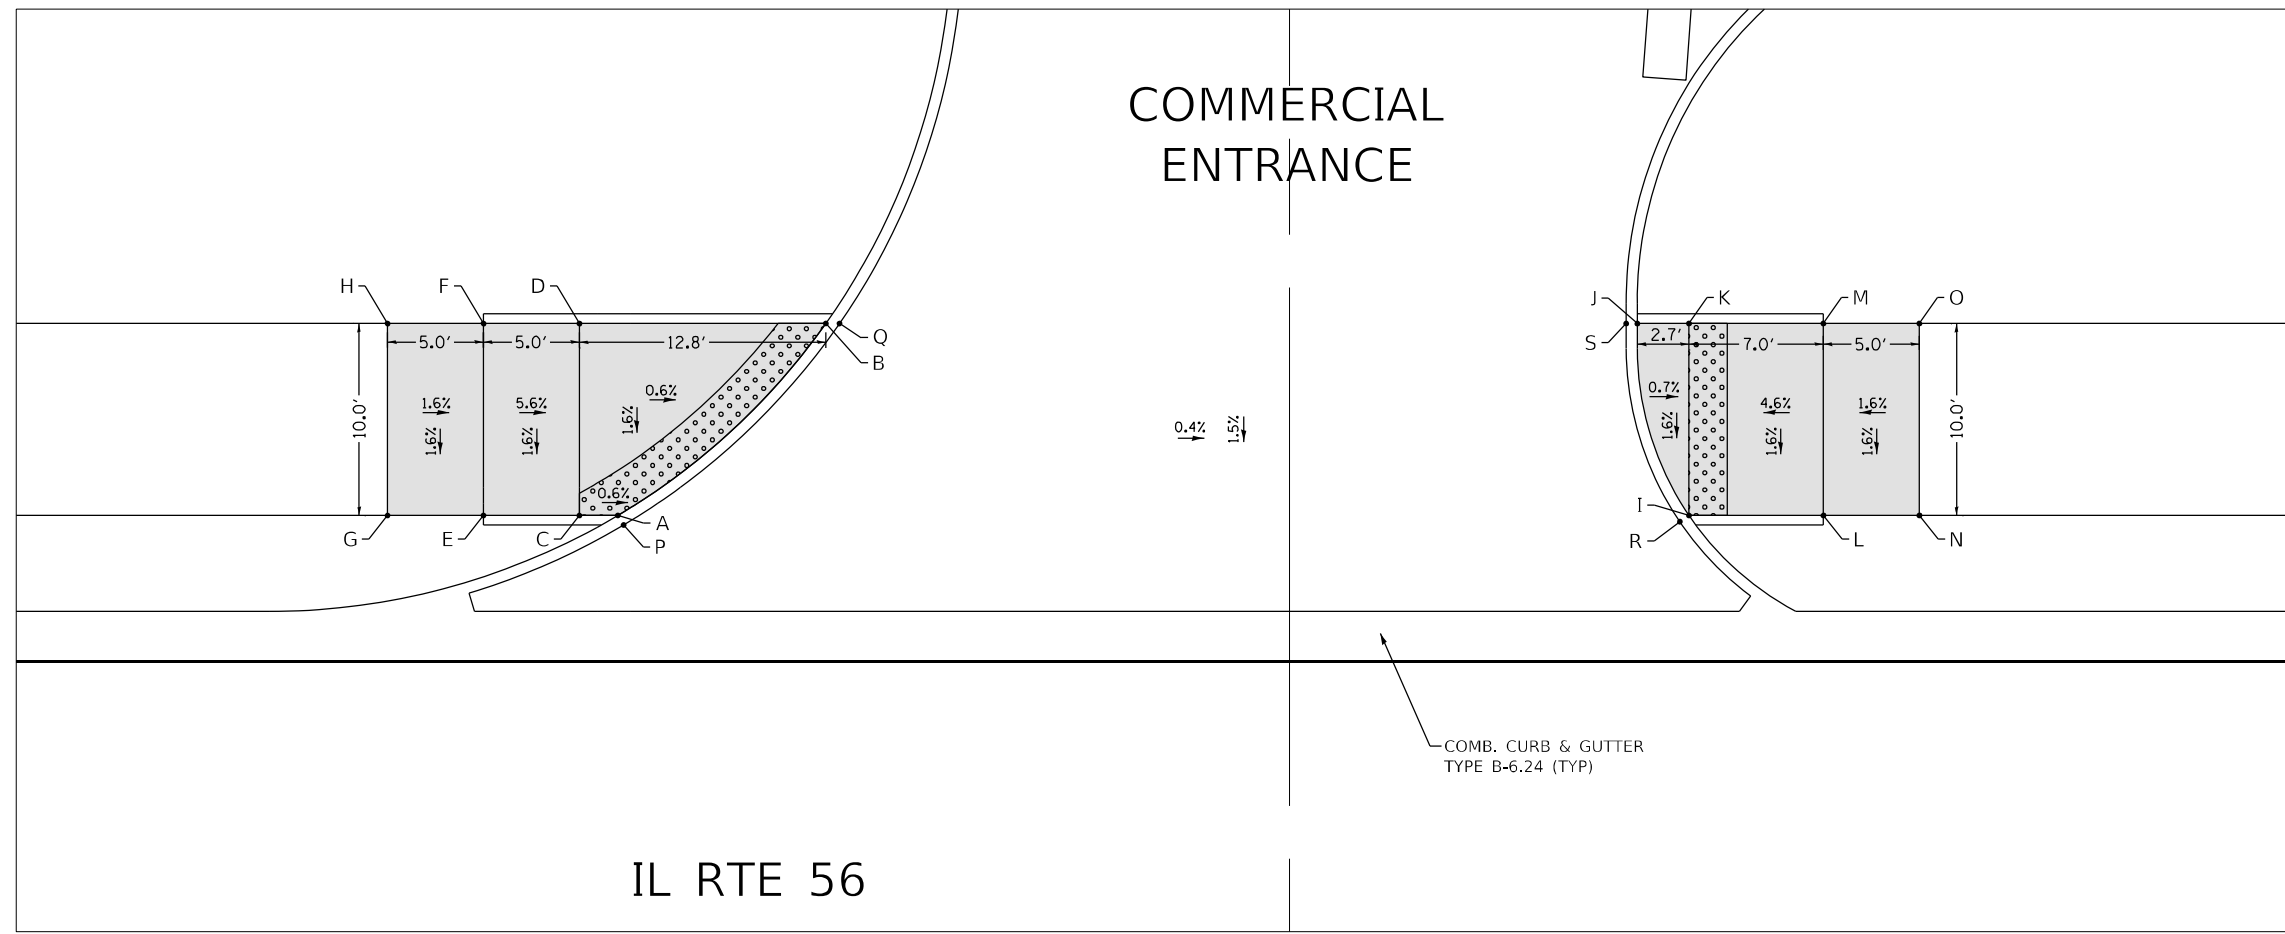 COMMERCIAL
ENTRANCE
H
F
D
J
K
M
O
S
Q
B
5.0'
5.0'
12.8'
2.7'
7.0'
5.0'
10.0'
1.6%
1.6%
5.6%
1.6%
0.6%
1.6%
0.6%
0.4%
1.5%
0.7%
1.6%
4.6%
1.6%
1.6%
1.6%
10.0'
G
E
C
A
P
I
R
L
N
COMB. CURB & GUTTER
TYPE B-6.24 (TYP)
IL RTE 56